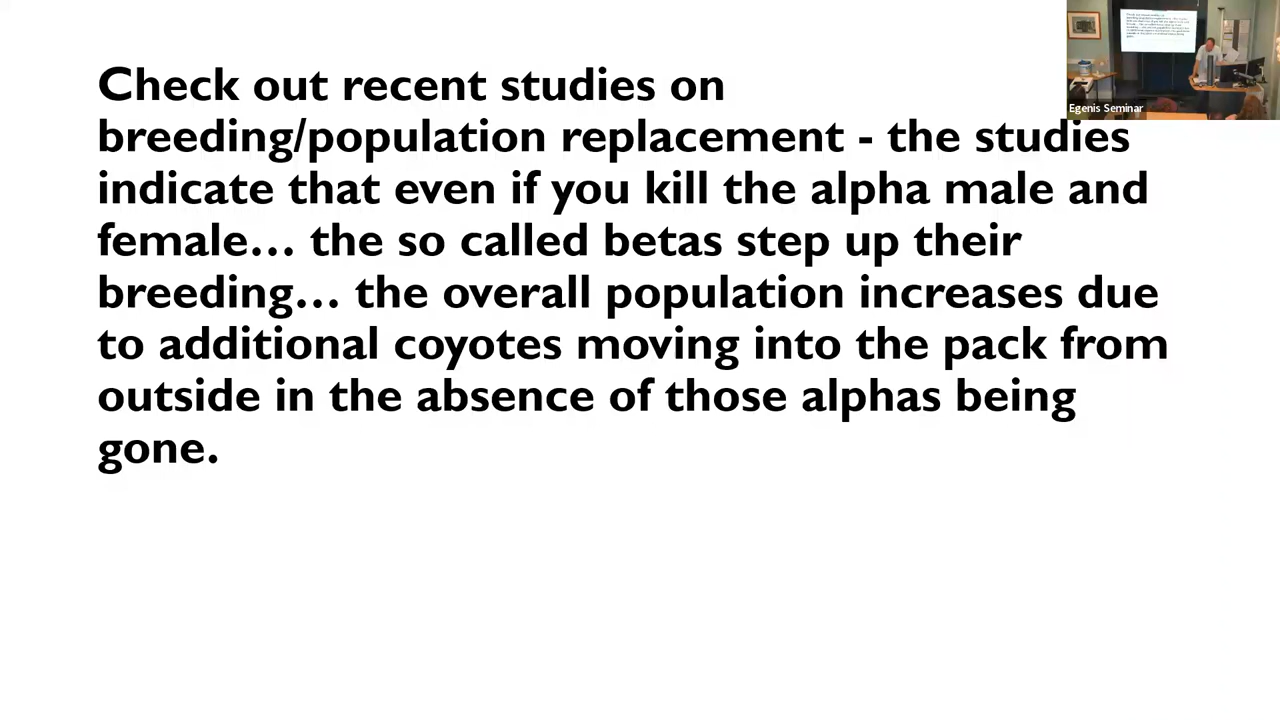 Check out recent studies on
breeding/population replacement - the studies
indicate that even if you kill the alpha male and
female… the so called betas step up their
breeding… the overall population increases due
to additional coyotes moving into the pack from
outside in the absence of those alphas being
gone.
Egenis Seminar